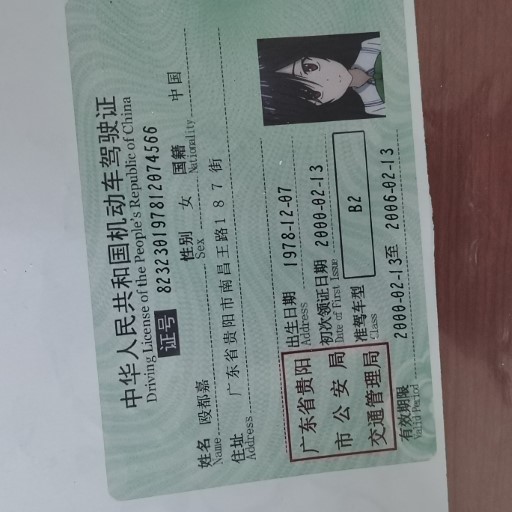 中华人民共和国机动车驾驶证
Driving License of the People's Republic of China
证号 823230197812074566
姓名 殴都嘉
Name
性别 女
Sex
国籍 中国
Nationality
住址 广东省贵阳市南昌王路187街
Address
出生日期 1978-12-07
Address
初次领证日期 2000-02-13
Date of First Issue
准驾车型 B2
Class
广东省贵阳
市公安局
交通管理局
有效期限 2000-02-13至 2006-02-13
Valid Period